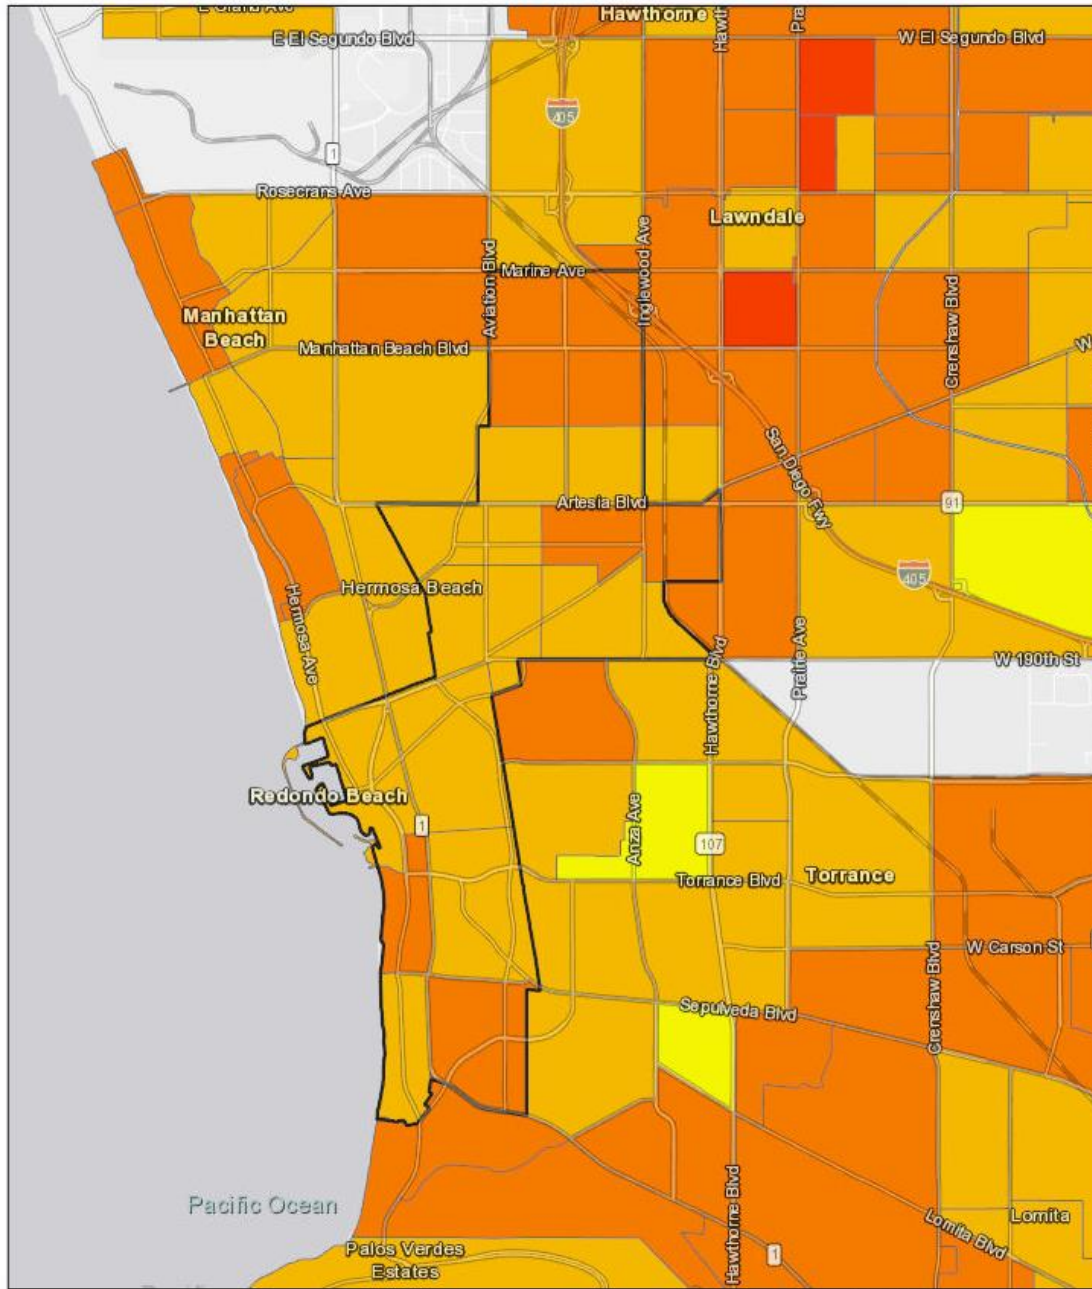 E Grand Ave
Hawthorne
E El Segundo Blvd
W El Segundo Blvd
405
1
Rosecrans Ave
Lawndale
Inglewood Ave
Aviation Blvd
Marine Ave
Manhattan
Beach
Manhattan Beach Blvd
Crenshaw Blvd
San Diego Fwy
Artesia Blvd
91
405
Hermosa Beach
Hermosa Ave
W 190th St
Hawthorne Blvd
Prairie Ave
Redondo Beach
1
Anza Ave
107
Torrance Blvd
Torrance
W Carson St
Crenshaw Blvd
Sepulveda Blvd
Hawthorne Blvd
Pacific Ocean
Lomita
Lomita Blvd
Palos Verdes
Estates
1